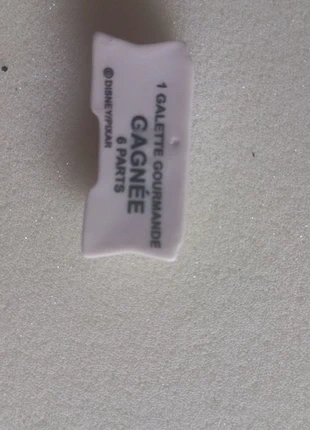 1 GALETTE GOURMANDE
GAGNÉE
6 PARTS
©DISNEY/PIXAR